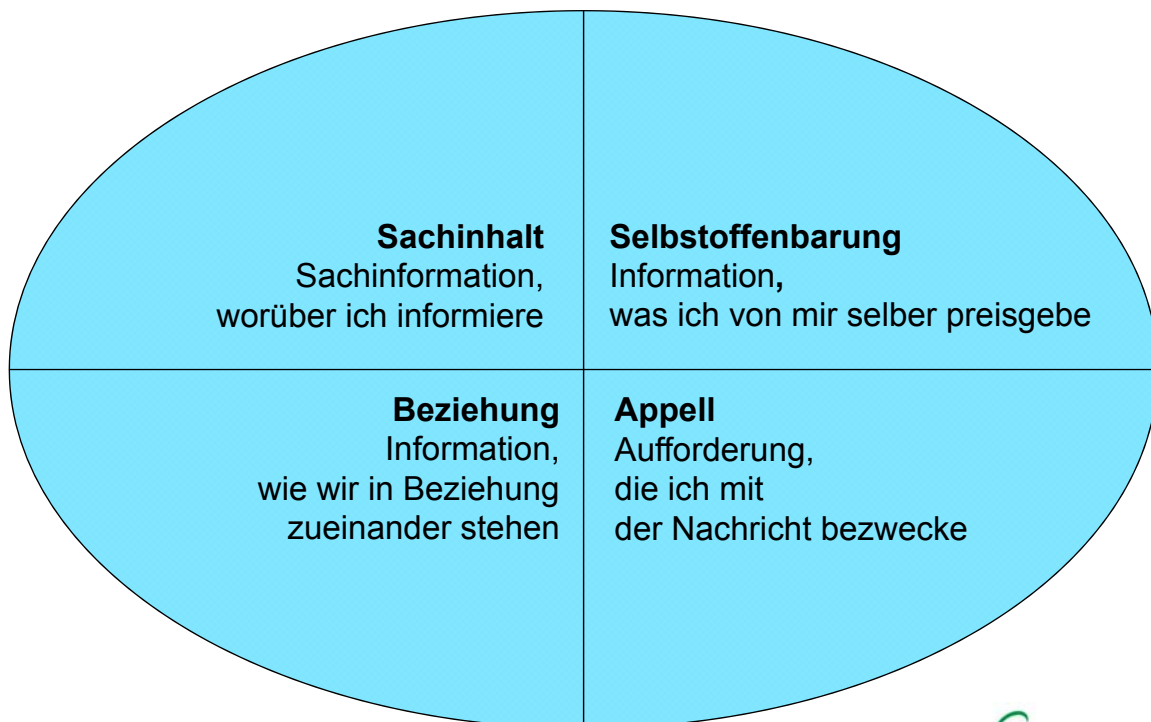 Sachinhalt
Sachinformation,
worüber ich informiere
Selbstoffenbarung
Information,
was ich von mir selber preisgebe
Beziehung
Information,
wie wir in Beziehung
zueinander stehen
Appell
Aufforderung,
die ich mit
der Nachricht bezwecke